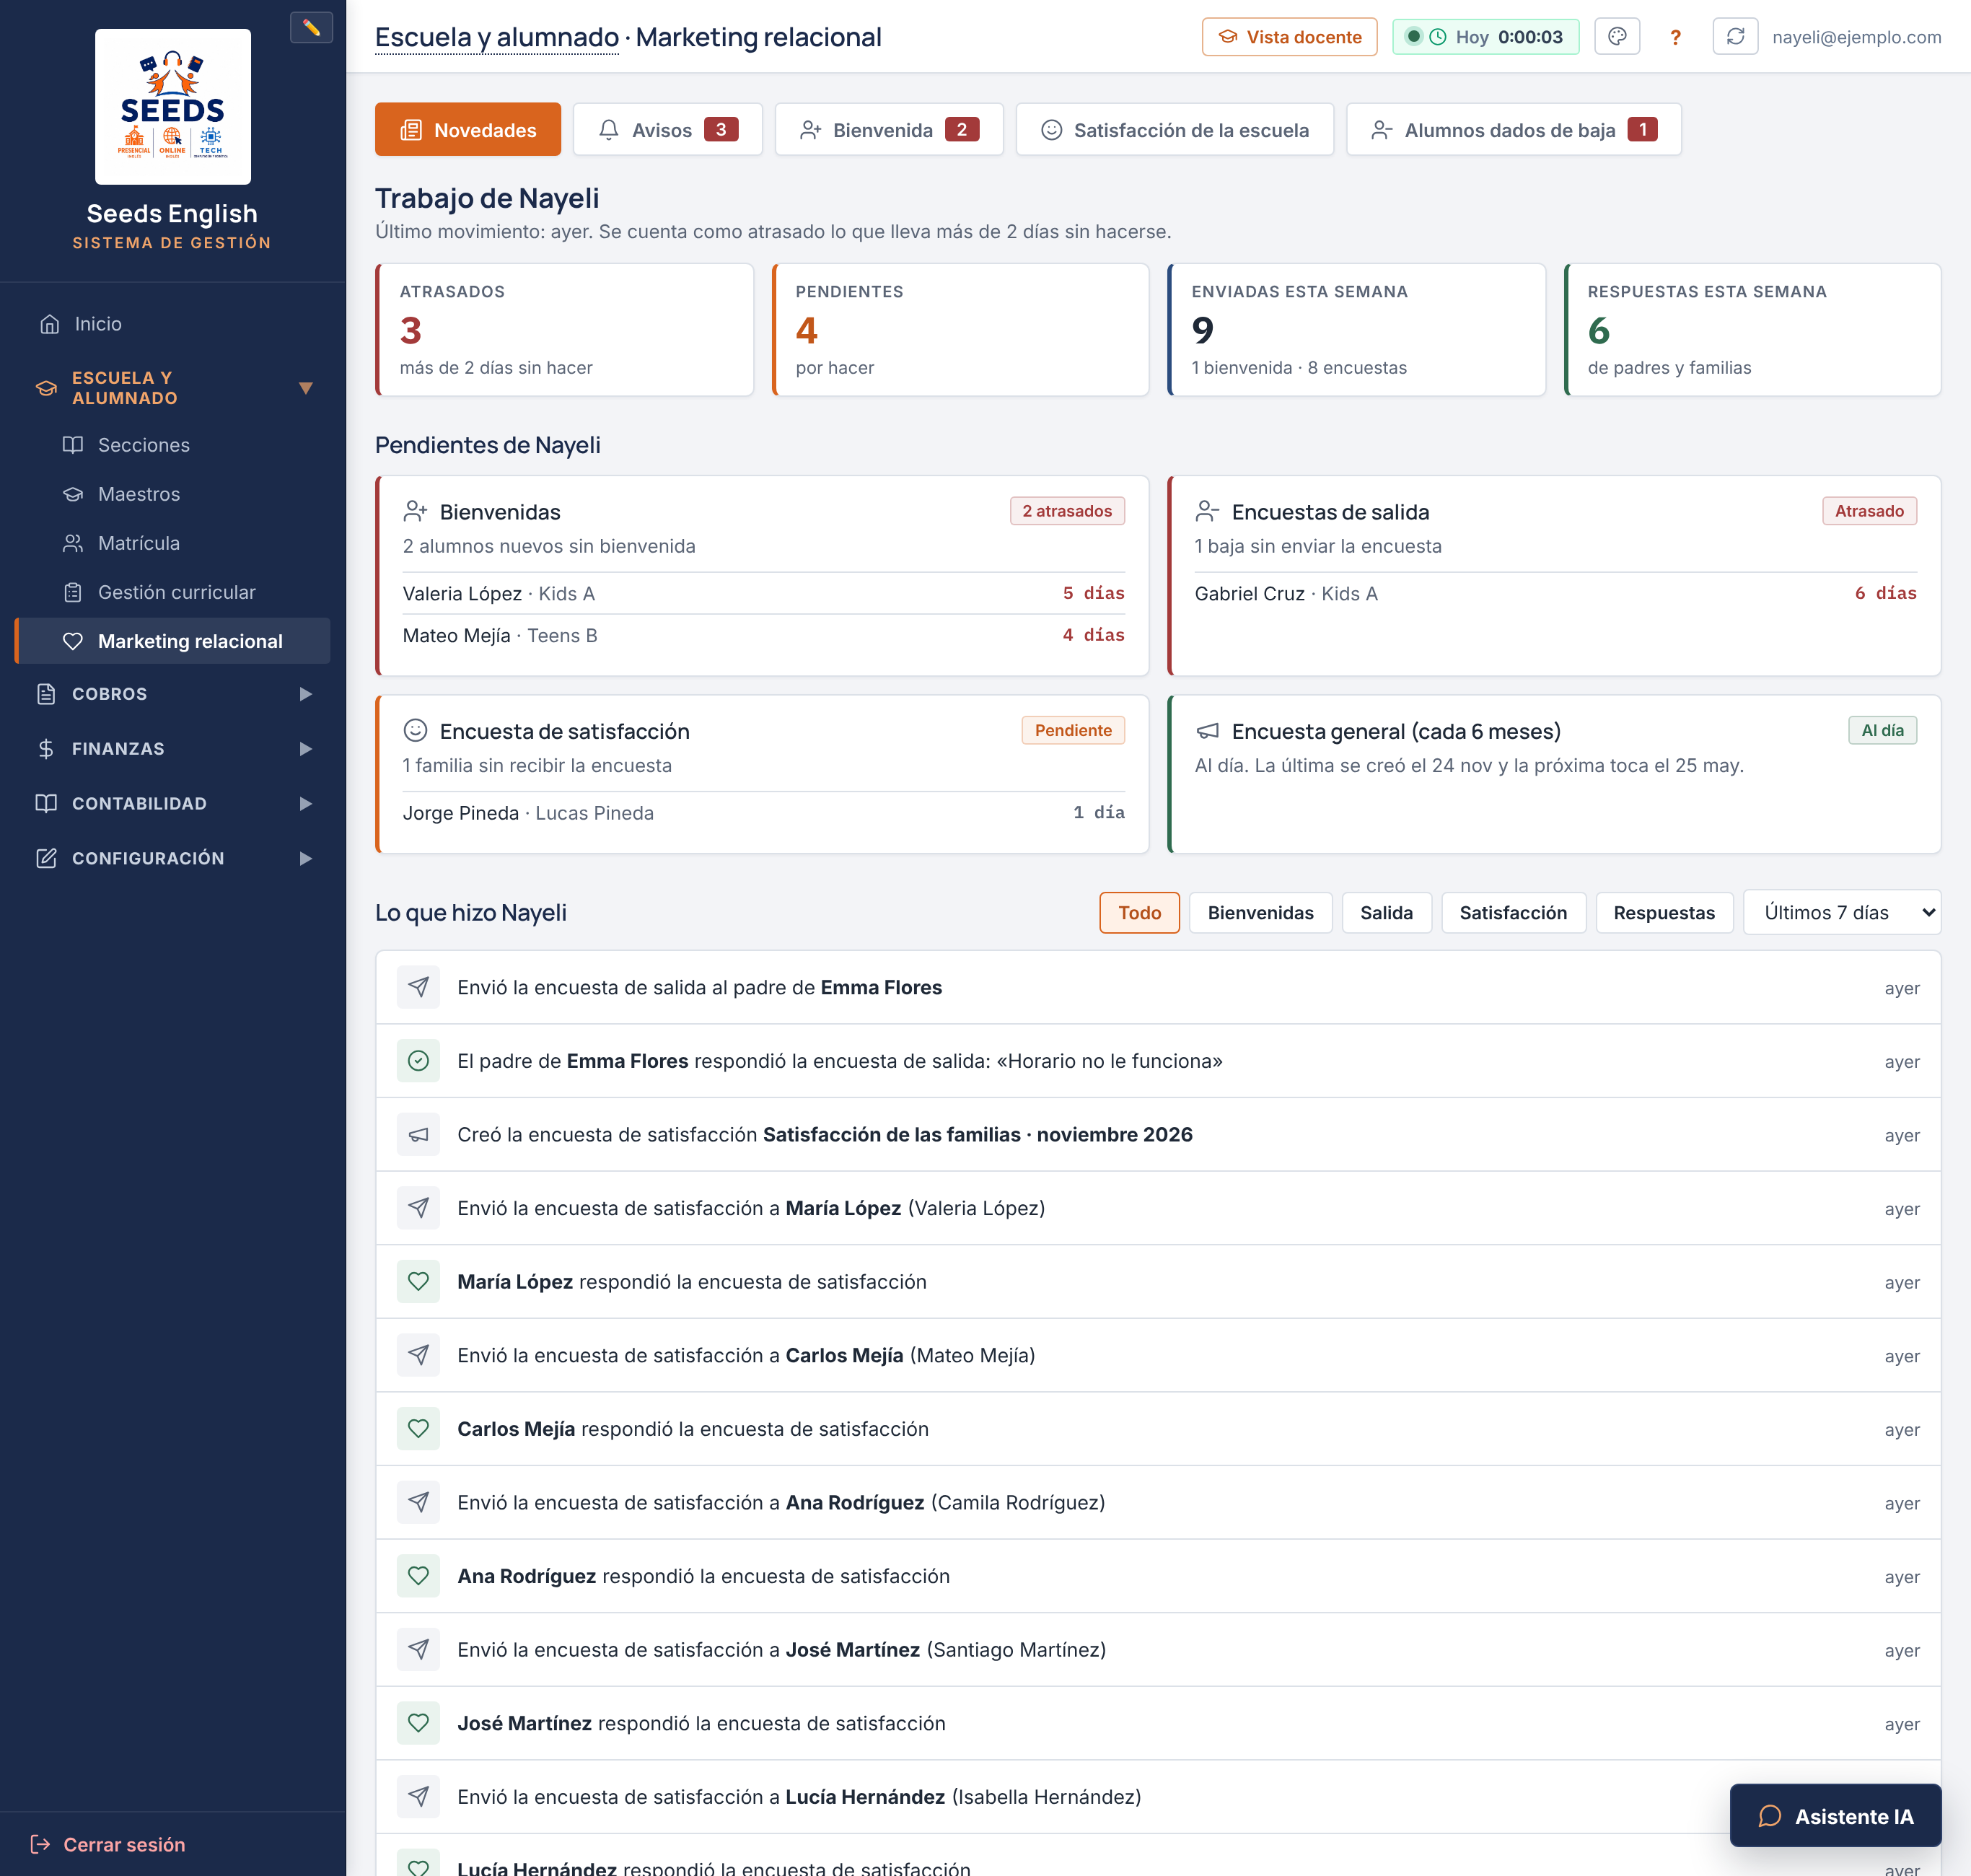 SEEDS
PRESENCIAL
ONLINE
TECH
Seeds English
SISTEMA DE GESTIÓN
Inicio
ESCUELA Y ALUMNADO
Secciones
Maestros
Matrícula
Gestión curricular
Marketing relacional
COBROS
FINANZAS
CONTABILIDAD
CONFIGURACIÓN
Cerrar sesión
Escuela y alumnado · Marketing relacional
Vista docente
Hoy 0:00:03
?
nayeli@ejemplo.com
Novedades
Avisos 3
Bienvenida 2
Satisfacción de la escuela
Alumnos dados de baja 1
Trabajo de Nayeli
Último movimiento: ayer. Se cuenta como atrasado lo que lleva más de 2 días sin hacerse.
ATRASADOS
3
más de 2 días sin hacer
PENDIENTES
4
por hacer
ENVIADAS ESTA SEMANA
9
1 bienvenida · 8 encuestas
RESPUESTAS ESTA SEMANA
6
de padres y familias
Pendientes de Nayeli
Bienvenidas
2 atrasados
2 alumnos nuevos sin bienvenida
Valeria López · Kids A 5 días
Mateo Mejía · Teens B 4 días
Encuestas de salida
Atrasado
1 baja sin enviar la encuesta
Gabriel Cruz · Kids A 6 días
Encuesta de satisfacción
Pendiente
1 familia sin recibir la encuesta
Jorge Pineda · Lucas Pineda 1 día
Encuesta general (cada 6 meses)
Al día
Al día. La última se creó el 24 nov y la próxima toca el 25 may.
Lo que hizo Nayeli
Todo
Bienvenidas
Salida
Satisfacción
Respuestas
Últimos 7 días
Envió la encuesta de salida al padre de Emma Flores ayer
El padre de Emma Flores respondió la encuesta de salida: «Horario no le funciona» ayer
Creó la encuesta de satisfacción Satisfacción de las familias · noviembre 2026 ayer
Envió la encuesta de satisfacción a María López (Valeria López) ayer
María López respondió la encuesta de satisfacción ayer
Envió la encuesta de satisfacción a Carlos Mejía (Mateo Mejía) ayer
Carlos Mejía respondió la encuesta de satisfacción ayer
Envió la encuesta de satisfacción a Ana Rodríguez (Camila Rodríguez) ayer
Ana Rodríguez respondió la encuesta de satisfacción ayer
Envió la encuesta de satisfacción a José Martínez (Santiago Martínez) ayer
José Martínez respondió la encuesta de satisfacción ayer
Envió la encuesta de satisfacción a Lucía Hernández (Isabella Hernández)
Asistente IA
Lucía Hernández respondió la encuesta de satisfacción ayer